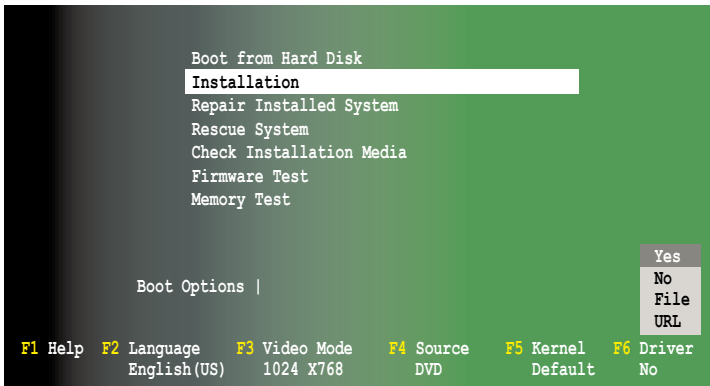 Boot from Hard Disk
Installation
Repair Installed System
Rescue System
Check Installation Media
Firmware Test
Memory Test
Boot Options |
Yes
No
File
URL
F1 Help F2 Language F3 Video Mode F4 Source F5 Kernel F6 Driver
English(US) 1024 X768 DVD Default No